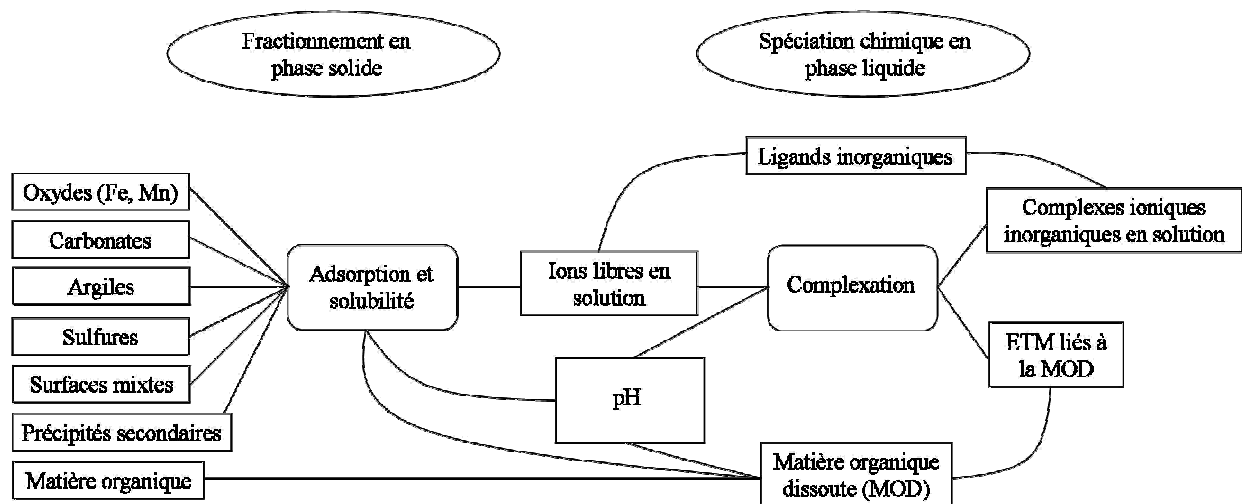 Fractionnement en
phase solide
Spéciation chimique en
phase liquide
Ligands inorganiques
Oxydes (Fe, Mn)
Carbonates
Argiles
Sulfures
Surfaces mixtes
Précipités secondaires
Matière organique
Adsorption et
solubilité
Ions libres en
solution
Complexation
Complexes ioniques
inorganiques en solution
ETM liés à
la MOD
pH
Matière organique
dissoute (MOD)